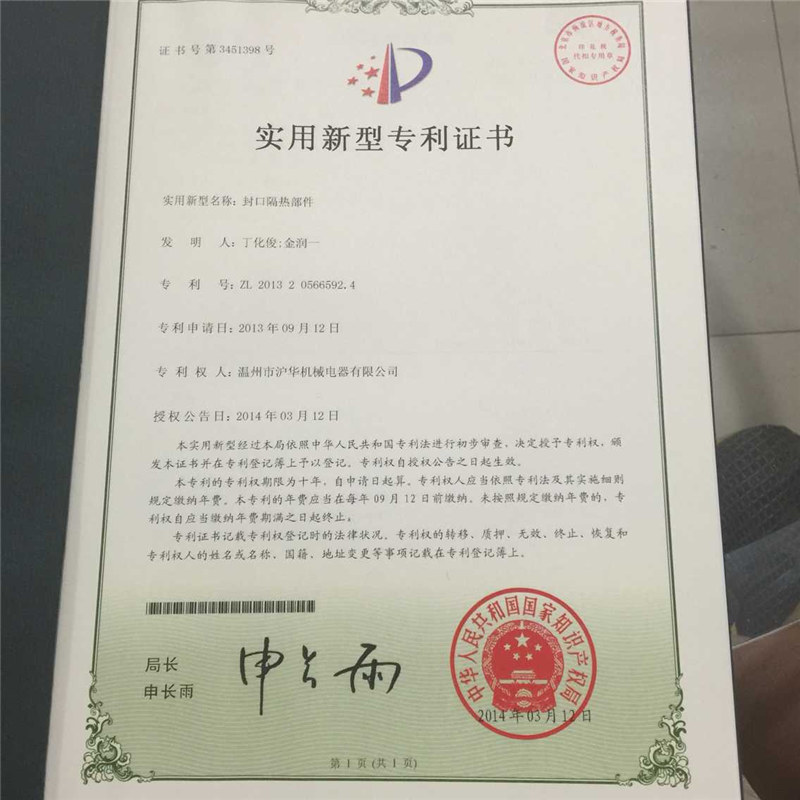 证书号第3451398号
实用新型专利证书
实用新型名称：封口隔热部件
发 明 人：丁化俊;金润一
专 利 号：ZL 2013 2 0566592.4
专利申请日：2013年09月12日
专 利 权 人：温州市沪华机械电器有限公司
授权公告日：2014年03月12日
本实用新型经过本局依照中华人民共和国专利法进行初步审查，决定授予专利权，颁
发本证书并在专利登记簿上予以登记。专利权自授权公告之日起生效。
本专利的专利权期限为十年，自申请日起算。专利权人应当依照专利法及其实施细则
规定缴纳年费。本专利的年费应当在每年09月12日前缴纳。未按照规定缴纳年费的，专
利权自应当缴纳年费期满之日起终止。
专利证书记载专利权登记时的法律状况。专利权的转移、质押、无效、终止、恢复和
专利权人的姓名或名称、国籍、地址变更等事项记载在专利登记簿上。
局长
申长雨
申长雨
中华人民共和国国家知识产权局
2014年03月12日
第1页(共1页)